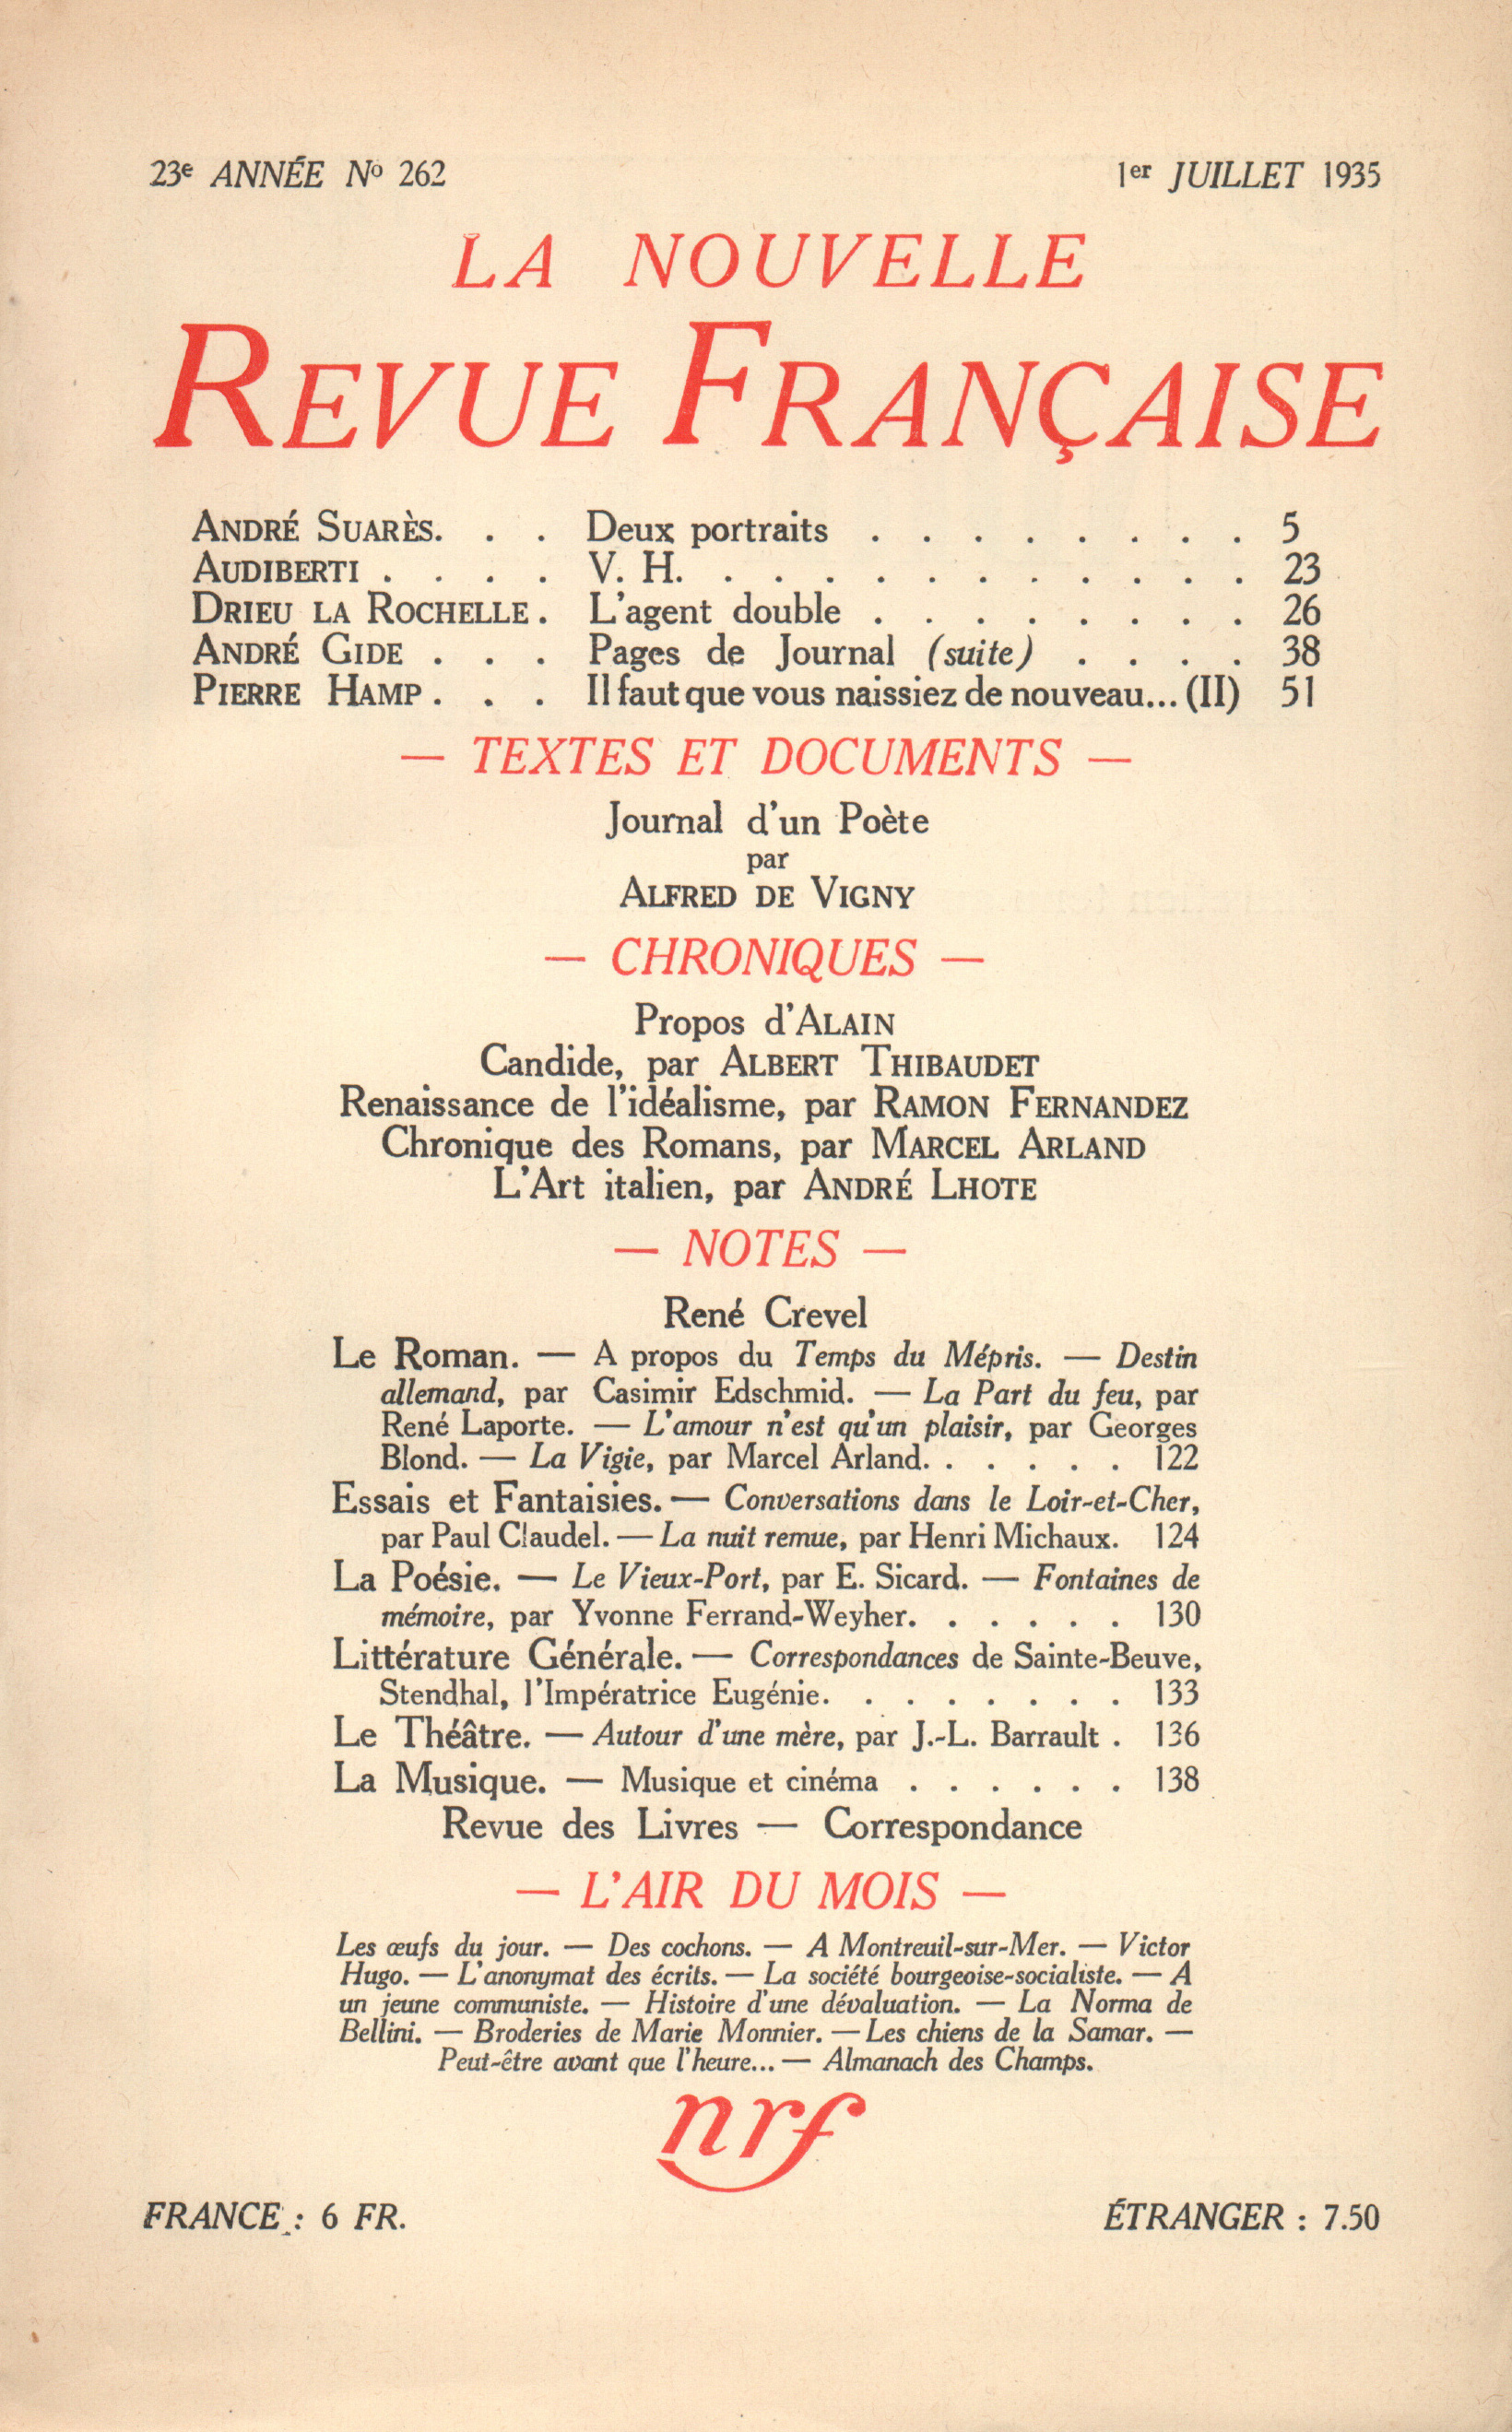 23e ANNÉE No 262
1er JUILLET 1935
LA NOUVELLE
REVUE FRANÇAISE
ANDRÉ SUARÈS. . . Deux portraits . . . . . . . . 5
AUDIBERTI . . . . V. H. . . . . . . . . . . . 23
DRIEU LA ROCHELLE . L'agent double . . . . . . . . 26
ANDRÉ GIDE . . . Pages de Journal (suite) . . . . 38
PIERRE HAMP . . . Il faut que vous naissiez de nouveau... (II) 51
— TEXTES ET DOCUMENTS —
Journal d'un Poète
par
ALFRED DE VIGNY
— CHRONIQUES —
Propos d'ALAIN
Candide, par ALBERT THIBAUDET
Renaissance de l'idéalisme, par RAMON FERNANDEZ
Chronique des Romans, par MARCEL ARLAND
L'Art italien, par ANDRÉ LHOTE
— NOTES —
René Crevel
Le Roman. — A propos du Temps du Mépris. — Destin
allemand, par Casimir Edschmid. — La Part du feu, par
René Laporte. — L'amour n'est qu'un plaisir, par Georges
Blond. — La Vigie, par Marcel Arland. . . . . . 122
Essais et Fantaisies. — Conversations dans le Loir-et-Cher,
par Paul Claudel. — La nuit remue, par Henri Michaux. 124
La Poésie. — Le Vieux-Port, par E. Sicard. — Fontaines de
mémoire, par Yvonne Ferrand-Weyher. . . . . . 130
Littérature Générale. — Correspondances de Sainte-Beuve,
Stendhal, l'Impératrice Eugénie. . . . . . . . 133
Le Théâtre. — Autour d'une mère, par J.-L. Barrault . 136
La Musique. — Musique et cinéma . . . . . . 138
Revue des Livres — Correspondance
— L'AIR DU MOIS —
Les œufs du jour. — Des cochons. — A Montreuil-sur-Mer. — Victor
Hugo. — L'anonymat des écrits. — La société bourgeoise-socialiste. — A
un jeune communiste. — Histoire d'une dévaluation. — La Norma de
Bellini. — Broderies de Marie Monnier. — Les chiens de la Samar. —
Peut-être avant que l'heure... — Almanach des Champs.
nrf
FRANCE : 6 FR.
ÉTRANGER : 7.50